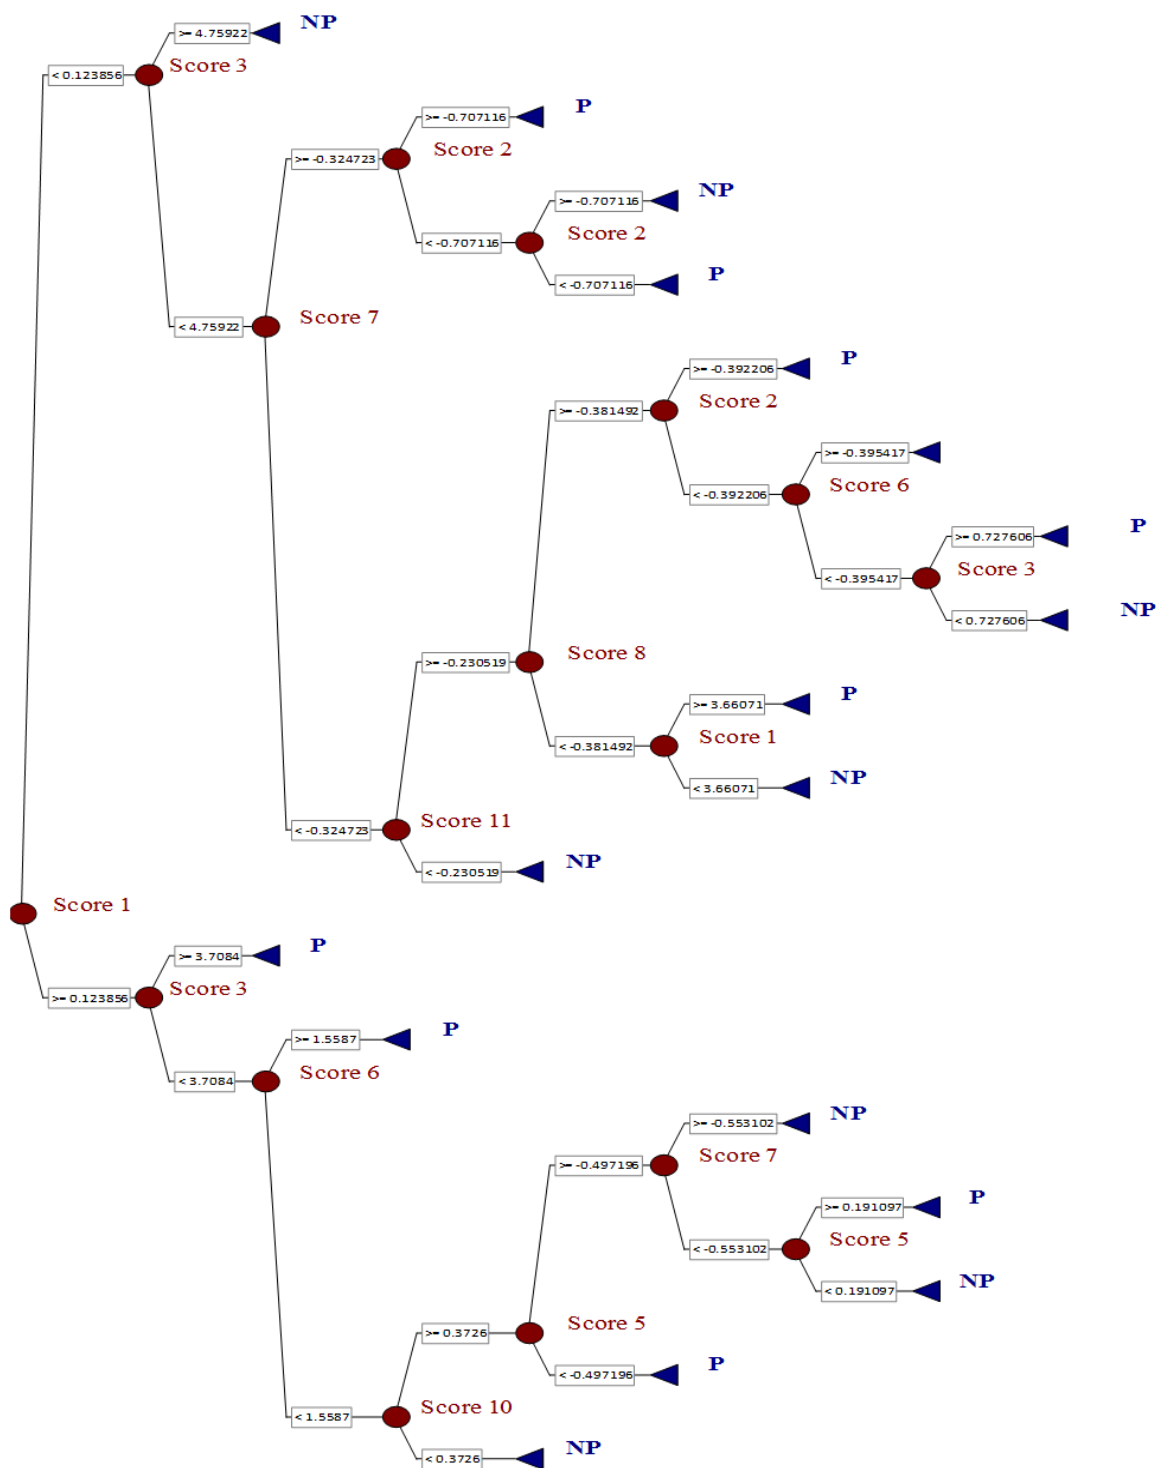 NP
>= 4.75922
Score 3
< 0.123856
P
>= -0.707116
Score 2
>= -0.324723
NP
>= -0.707116
Score 2
< -0.707116
P
< -0.707116
Score 7
< 4.75922
P
>= -0.392206
Score 2
>= -0.381492
>= -0.395417
Score 6
< -0.392206
P
>= 0.727606
Score 3
< -0.395417
NP
< 0.727606
Score 8
>= -0.230519
P
>= 3.66071
Score 1
< -0.381492
NP
< 3.66071
Score 11
< -0.324723
NP
< -0.230519
Score 1
P
>= 3.7084
Score 3
>= 0.123856
P
>= 1.5587
Score 6
< 3.7084
NP
>= -0.553102
Score 7
>= -0.497196
P
>= 0.191097
Score 5
< -0.553102
NP
< 0.191097
Score 5
>= 0.3726
P
< -0.497196
Score 10
< 1.5587
NP
< 0.3726